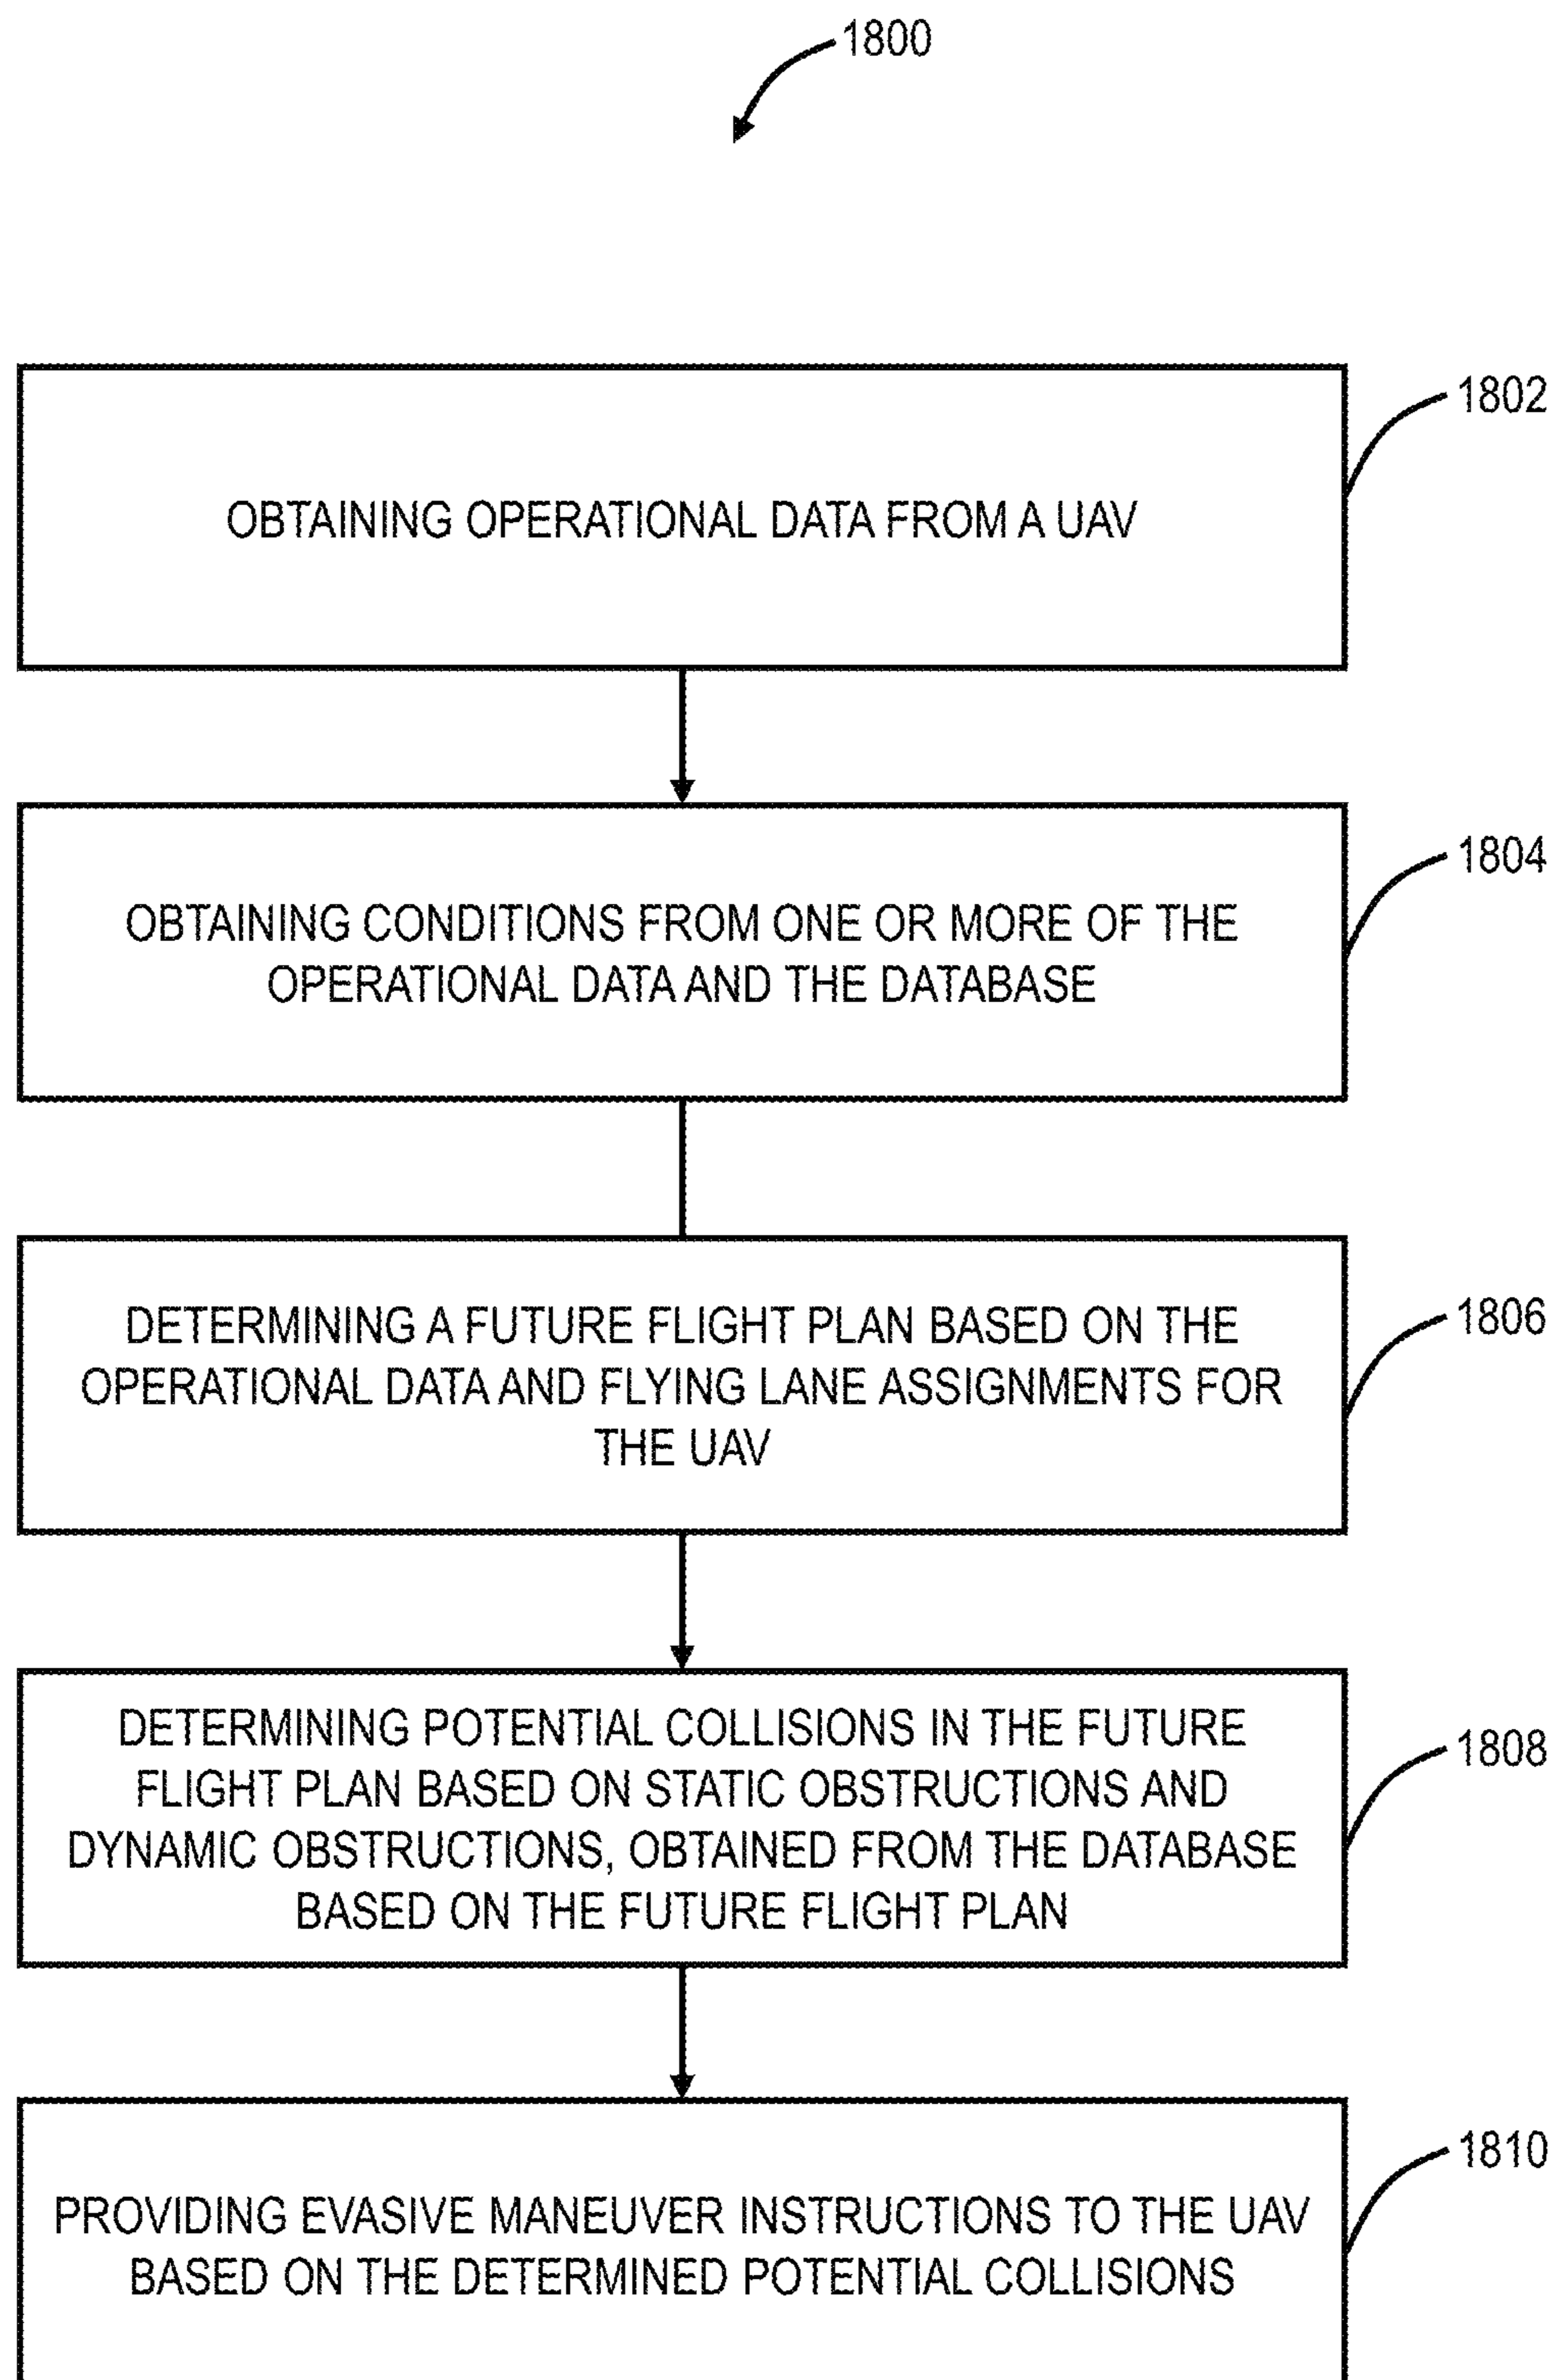 1800
1802
OBTAINING OPERATIONAL DATA FROM A UAV
1804
OBTAINING CONDITIONS FROM ONE OR MORE OF THE
OPERATIONAL DATA AND THE DATABASE
1806
DETERMINING A FUTURE FLIGHT PLAN BASED ON THE
OPERATIONAL DATA AND FLYING LANE ASSIGNMENTS FOR
THE UAV
1808
DETERMINING POTENTIAL COLLISIONS IN THE FUTURE
FLIGHT PLAN BASED ON STATIC OBSTRUCTIONS AND
DYNAMIC OBSTRUCTIONS, OBTAINED FROM THE DATABASE
BASED ON THE FUTURE FLIGHT PLAN
1810
PROVIDING EVASIVE MANEUVER INSTRUCTIONS TO THE UAV
BASED ON THE DETERMINED POTENTIAL COLLISIONS